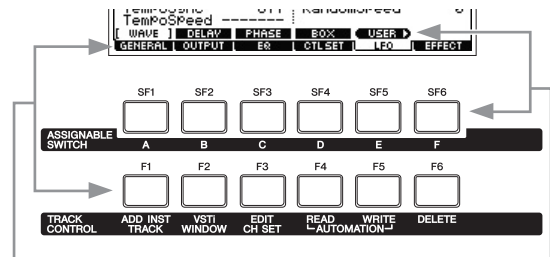 TempoSpeed -------
[ WAVE ] DELAY PHASE BOX USER
GENERAL OUTPUT EQ CTL SET LFO EFFECT
SF1 SF2 SF3 SF4 SF5 SF6
ASSIGNABLE SWITCH A B C D E F
F1 F2 F3 F4 F5 F6
TRACK CONTROL ADD INST TRACK VSTi WINDOW EDIT CH SET READ WRITE DELETE
AUTOMATION